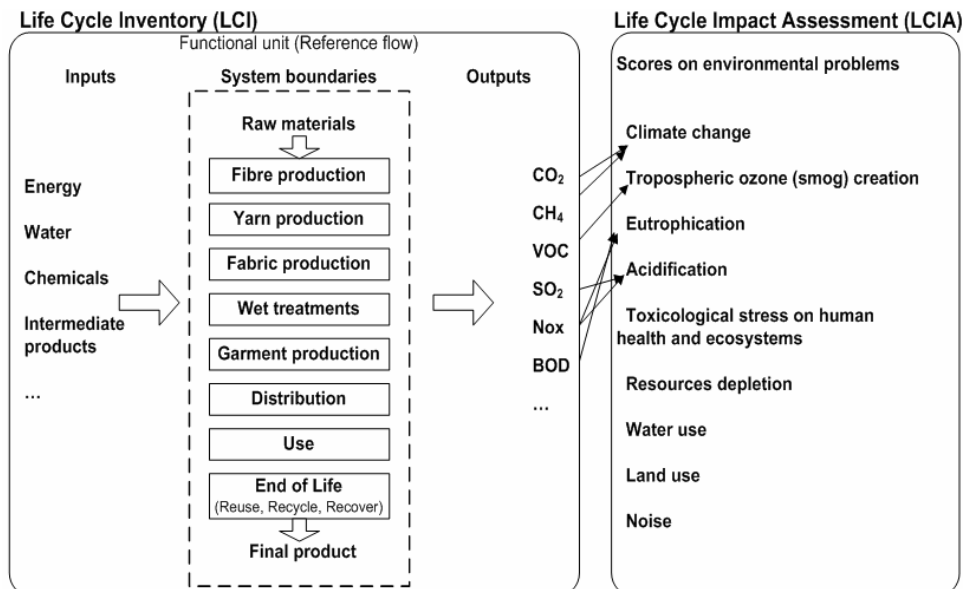 Life Cycle Inventory (LCI)
Functional unit (Reference flow)
Inputs
System boundaries
Outputs
Raw materials
Fibre production
Yarn production
Fabric production
Wet treatments
Garment production
Distribution
Use
End of Life
(Reuse, Recycle, Recover)
Final product
Energy
Water
Chemicals
Intermediate
products
...
CO₂
CH₄
VOC
SO₂
Nox
BOD
...
Life Cycle Impact Assessment (LCIA)
Scores on environmental problems
Climate change
Tropospheric ozone (smog) creation
Eutrophication
Acidification
Toxicological stress on human
health and ecosystems
Resources depletion
Water use
Land use
Noise